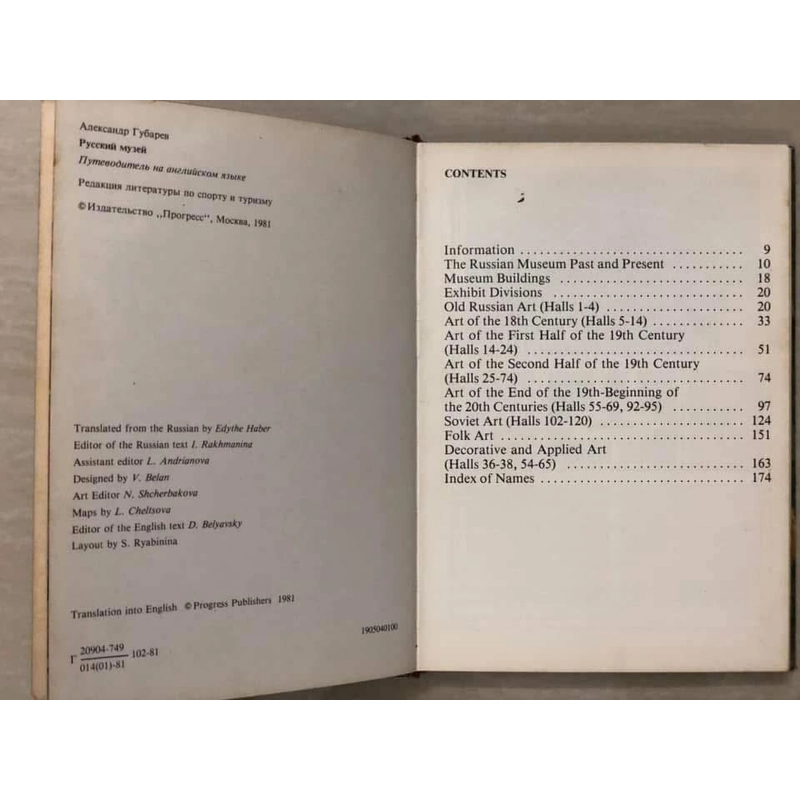 Александр Губарев
Русский музей
Путеводитель на английском языке
Редакция литературы по спорту и туризму
© Издательство „Прогресс“, Москва, 1981
Translated from the Russian by Edythe Haber
Editor of the Russian text I. Rakhmanina
Assistant editor L. Andrianova
Designed by V. Belan
Art Editor N. Shcherbakova
Maps by L. Cheltsova
Editor of the English text D. Belyavsky
Layout by S. Ryabinina
Translation into English © Progress Publishers 1981
Г 20904-749
014(01)-81 102-81
1905040100
CONTENTS
Information .................................. 9
The Russian Museum Past and Present ........... 10
Museum Buildings ............................ 18
Exhibit Divisions ............................. 20
Old Russian Art (Halls 1-4) ..................... 20
Art of the 18th Century (Halls 5-14) .............. 33
Art of the First Half of the 19th Century
(Halls 14-24) ................................. 51
Art of the Second Half of the 19th Century
(Halls 25-74) ................................. 74
Art of the End of the 19th-Beginning of
the 20th Centuries (Halls 55-69, 92-95) ........... 97
Soviet Art (Halls 102-120) ...................... 124
Folk Art ..................................... 151
Decorative and Applied Art
(Halls 36-38, 54-65) ........................... 163
Index of Names ............................... 174